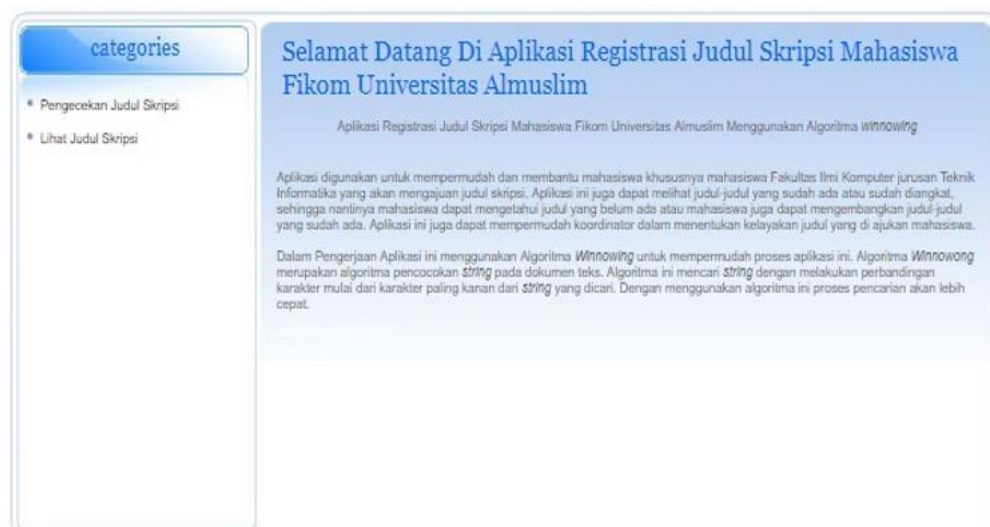 categories
Pengecekan Judul Skripsi
Lihat Judul Skripsi
Selamat Datang Di Aplikasi Registrasi Judul Skripsi Mahasiswa
Fikom Universitas Almuslim
Aplikasi Registrasi Judul Skripsi Mahasiswa Fikom Universitas Almuslim Menggunakan Algoritma winnowing
Aplikasi digunakan untuk mempermudah dan membantu mahasiswa khususnya mahasiswa Fakultas Ilmi Komputer jurusan Teknik
Informatika yang akan mengajuan judul skripsi. Aplikasi ini juga dapat melihat judul-judul yang sudah ada atau sudah diangkat,
sehingga nantinya mahasiswa dapat mengetahui judul yang belum ada atau mahasiswa juga dapat mengembangkan judul-judul
yang sudah ada. Aplikasi ini juga dapat mempermudah koordinator dalam menentukan kelayakan judul yang di ajukan mahasiswa.
Dalam Pengerjaan Aplikasi ini menggunakan Algoritma Winnowing untuk mempermudah proses aplikasi ini. Algoritma Winnowong
merupakan algoritma pencocokan string pada dokumen teks. Algoritma ini mencari string dengan melakukan perbandingan
karakter mulai dari karakter paling kanan dari string yang dicari. Dengan menggunakan algoritma ini proses pencarian akan lebih
cepat.